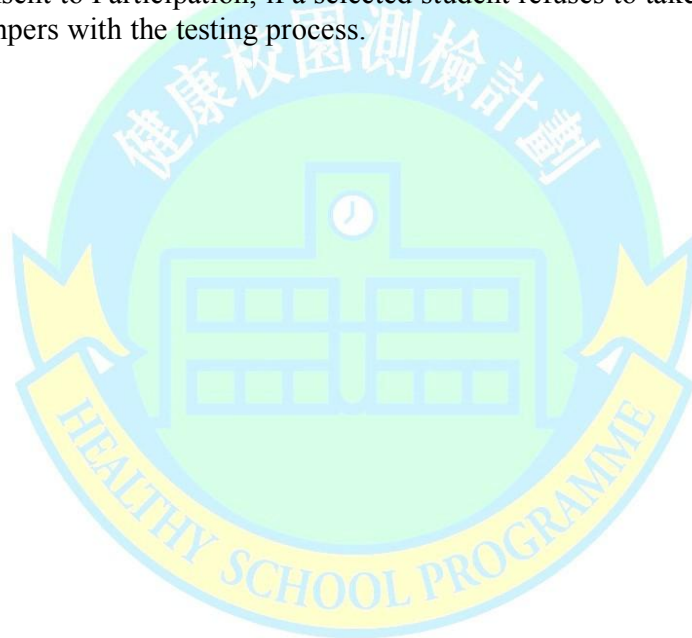 sent to Participation, if a selected student refuses to take
npers with the testing process.
健康校園測檢計劃
HEALTHY SCHOOL PROGRAMME